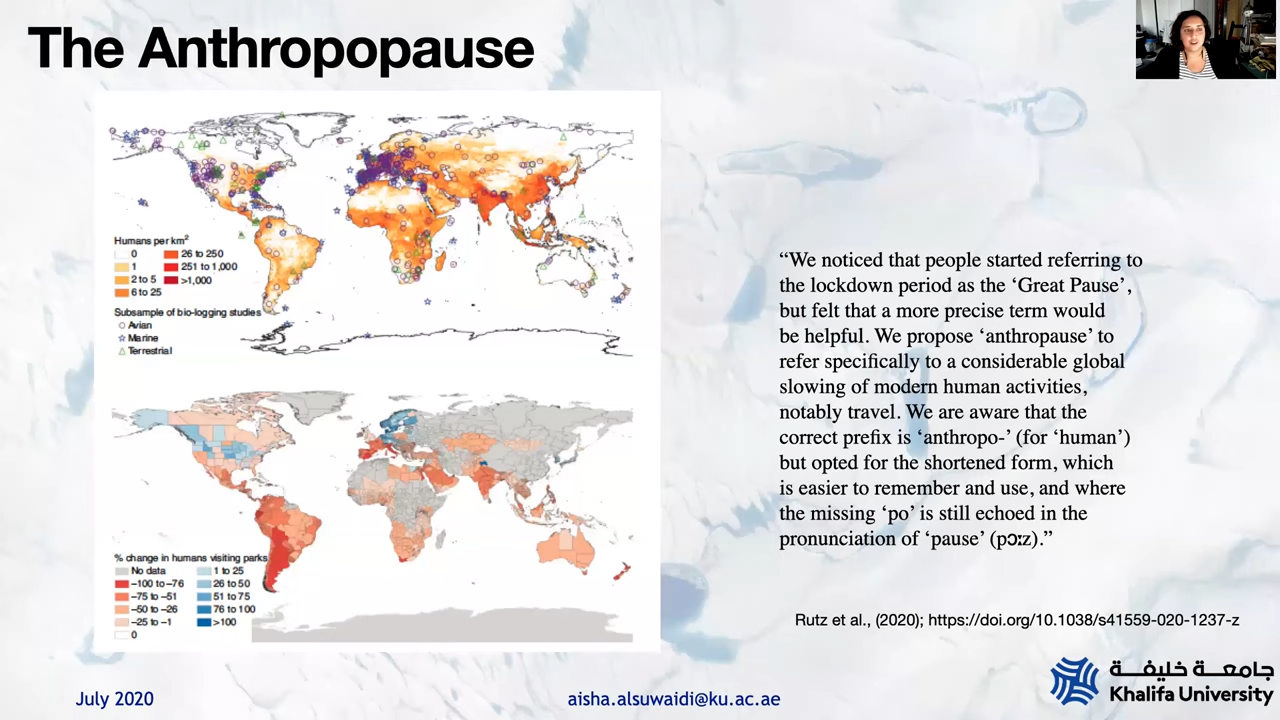 The Anthropopause
Humans per km²
0
1
2 to 5
6 to 25
26 to 250
251 to 1,000
>1,000
Subsample of bio-logging studies
Avian
Marine
Terrestrial
% change in humans visiting parks
No data
–100 to –76
–75 to –51
–50 to –26
–25 to –1
0
1 to 25
26 to 50
51 to 75
76 to 100
>100
“We noticed that people started referring to
the lockdown period as the ‘Great Pause’,
but felt that a more precise term would
be helpful. We propose ‘anthropause’ to
refer specifically to a considerable global
slowing of modern human activities,
notably travel. We are aware that the
correct prefix is ‘anthropo-’ (for ‘human’)
but opted for the shortened form, which
is easier to remember and use, and where
the missing ‘po’ is still echoed in the
pronunciation of ‘pause’ (pɔːz).”
Rutz et al., (2020); https://doi.org/10.1038/s41559-020-1237-z
July 2020
aisha.alsuwaidi@ku.ac.ae
جامعـة خليفـة
Khalifa University